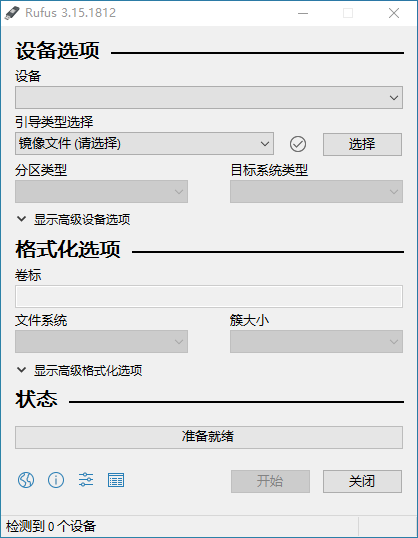 Rufus 3.15.1812
设备选项
设备
引导类型选择
镜像文件 (请选择) 选择
分区类型 目标系统类型
显示高级设备选项
格式化选项
卷标
文件系统 簇大小
显示高级格式化选项
状态
准备就绪
开始 关闭
检测到 0 个设备